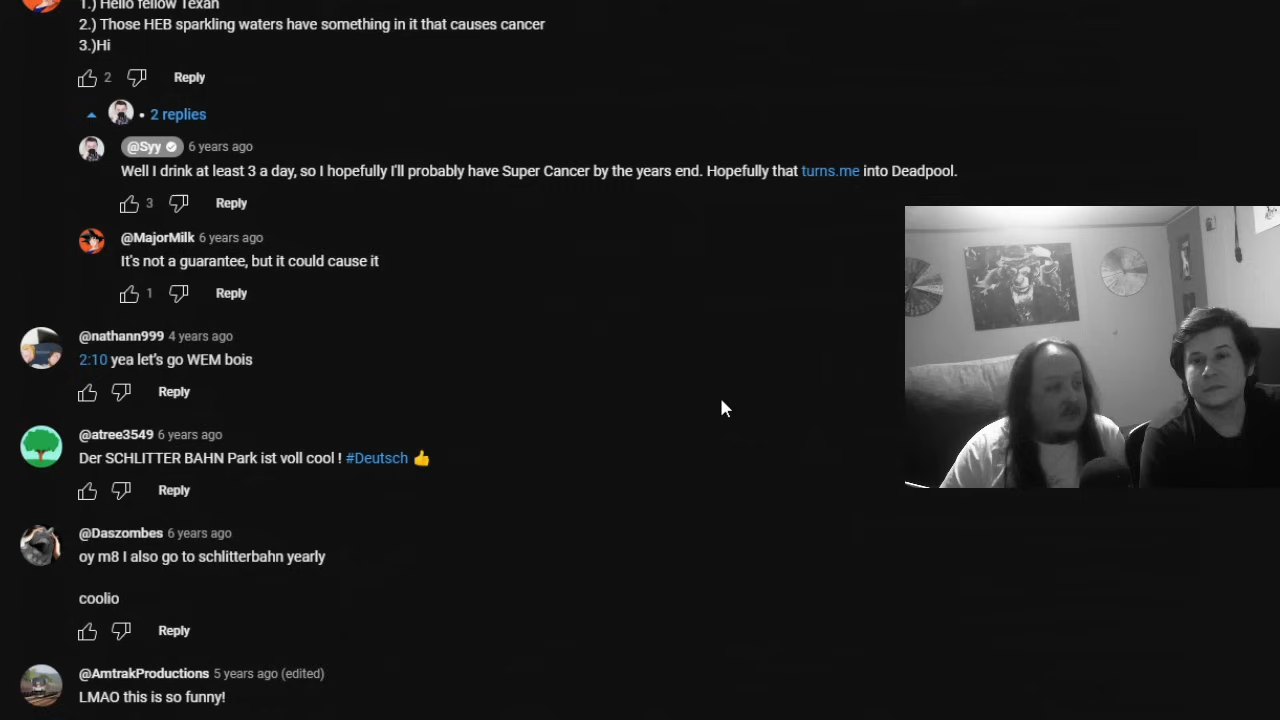 1.) Hello fellow Texan
2.) Those HEB sparkling waters have something in it that causes cancer
3.)Hi
2 Reply
• 2 replies
@Syy 6 years ago
Well I drink at least 3 a day, so I hopefully I'll probably have Super Cancer by the years end. Hopefully that turns.me into Deadpool.
3 Reply
@MajorMilk 6 years ago
It's not a guarantee, but it could cause it
1 Reply
@nathann999 4 years ago
2:10 yea let's go WEM bois
Reply
@atree3549 6 years ago
Der SCHLITTER BAHN Park ist voll cool ! #Deutsch 👍
Reply
@Daszombes 6 years ago
oy m8 I also go to schlitterbahn yearly
coolio
Reply
@AmtrakProductions 5 years ago (edited)
LMAO this is so funny!